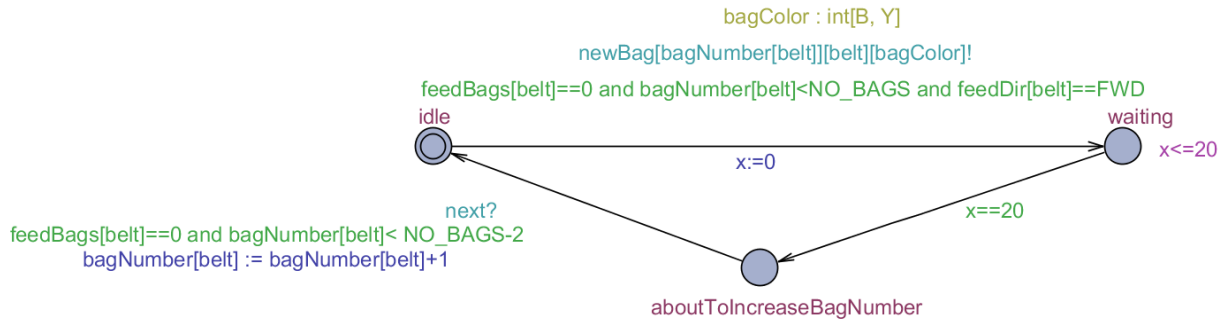 bagColor : int[B, Y]
newBag[bagNumber[belt]][belt][bagColor]!
feedBags[belt]==0 and bagNumber[belt]<NO_BAGS and feedDir[belt]==FWD
idle
waiting
x:=0
x<=20
next?
x==20
feedBags[belt]==0 and bagNumber[belt]< NO_BAGS-2
bagNumber[belt] := bagNumber[belt]+1
aboutToIncreaseBagNumber